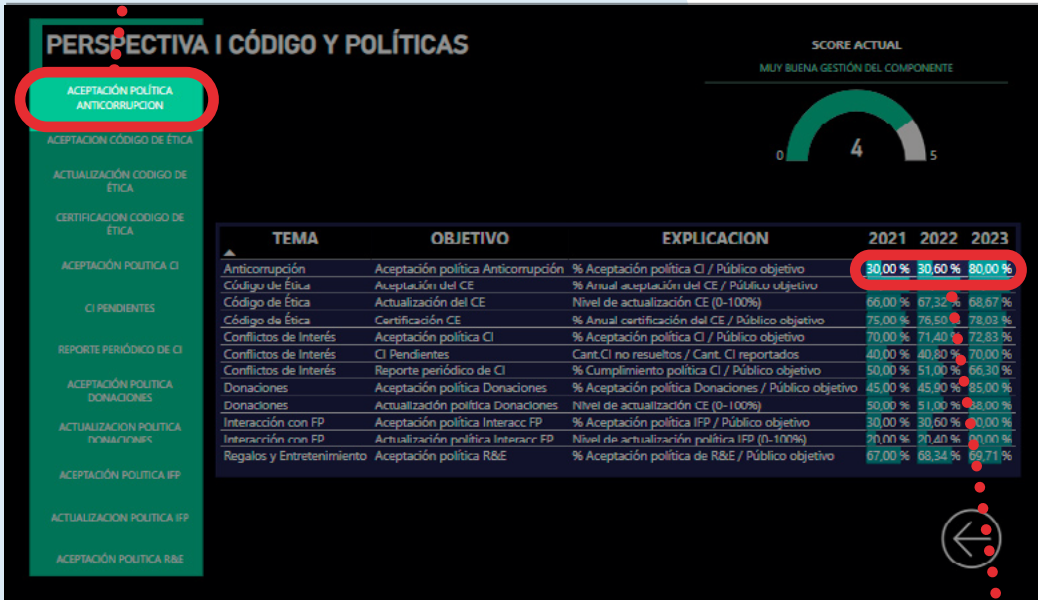 PERSPECTIVA I CÓDIGO Y POLÍTICAS
SCORE ACTUAL
MUY BUENA GESTIÓN DEL COMPONENTE
0 4 5
ACEPTACIÓN POLÍTICA
ANTICORRUPCION
ACEPTACION CÓDIGO DE ÉTICA
ACTUALIZACIÓN CODIGO DE
ÉTICA
CERTIFICACION CODIGO DE
ÉTICA
ACEPTACIÓN POLITICA CI
CI PENDIENTES
REPORTE PERIÓDICO DE CI
ACEPTACIÓN POLITICA
DONACIONES
ACTUALIZACION POLITICA
DONACIONES
ACEPTACIÓN POLITICA IFP
ACTUALIZACION POLITICA IFP
ACEPTACIÓN POLITICA R&E
TEMA OBJETIVO EXPLICACION 2021 2022 2023
Anticorrupción Aceptación política Anticorrupción % Aceptación política CI / Público objetivo 30,00 % 30,60 % 80,00 %
Código de Ética Aceptación del CE % Anual aceptación del CE / Público objetivo
Código de Ética Actualización del CE Nivel de actualización CE (0-100%) 66,00 % 67,32 % 68,67 %
Código de Ética Certificación CE % Anual certificación del CE / Público objetivo 75,00 % 76,50 % 78,03 %
Conflictos de Interés Aceptación política CI % Aceptación política CI / Público objetivo 70,00 % 71,40 % 72,83 %
Conflictos de Interés CI Pendientes Cant.CI no resueltos / Cant. CI reportados 40,00 % 40,80 % 70,00 %
Conflictos de Interés Reporte periódico de CI % Cumplimiento política CI / Público objetivo 50,00 % 51,00 % 66,30 %
Donaciones Aceptación política Donaciones % Aceptación política Donaciones / Público objetivo 45,00 % 45,90 % 85,00 %
Donaciones Actualización política Donaciones Nivel de actualización CE (0-100%) 50,00 % 51,00 % 88,00 %
Interacción con FP Aceptación política Interacc FP % Aceptación política IFP / Público objetivo 30,00 % 30,60 %
Interacción con FP Actualización política Interacc FP Nivel de actualización política IFP (0-100%) 20,00 % 20,40 %
Regalos y Entretenimiento Aceptación política R&E % Aceptación política de R&E / Público objetivo 67,00 % 68,34 % 69,71 %